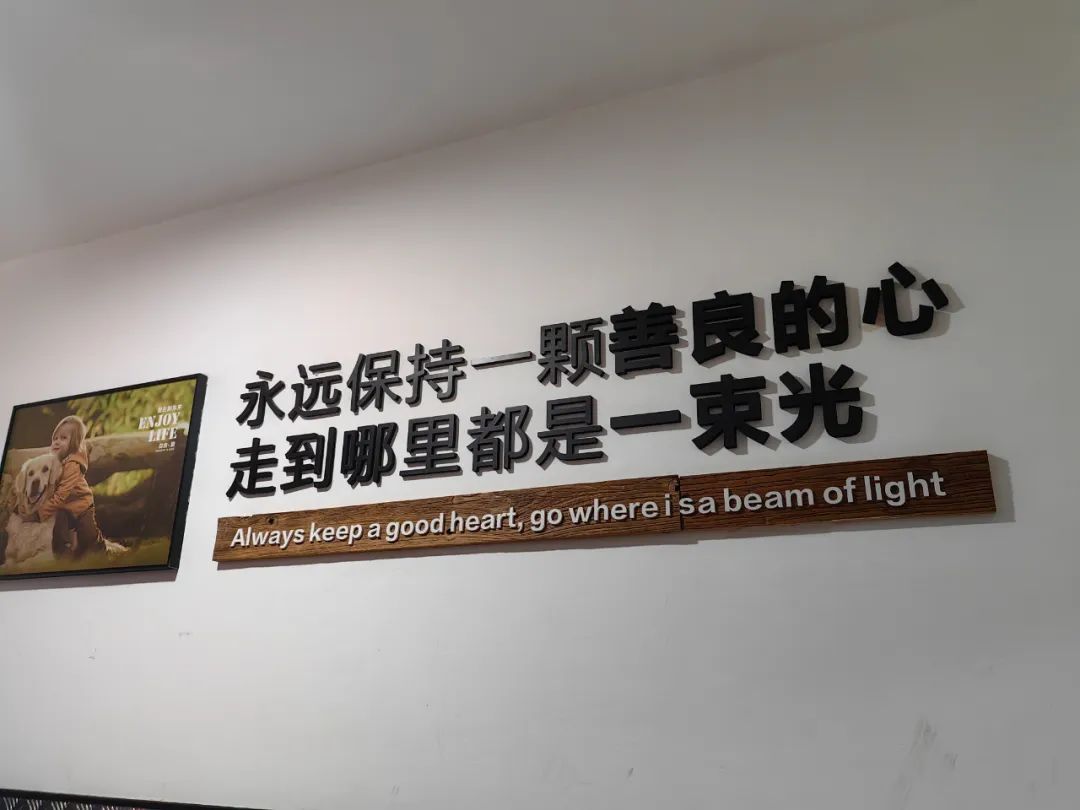 永远保持一颗善良的心
走到哪里都是一束光
Always keep a good heart, go where is a beam of light
ENJOY
LIFE